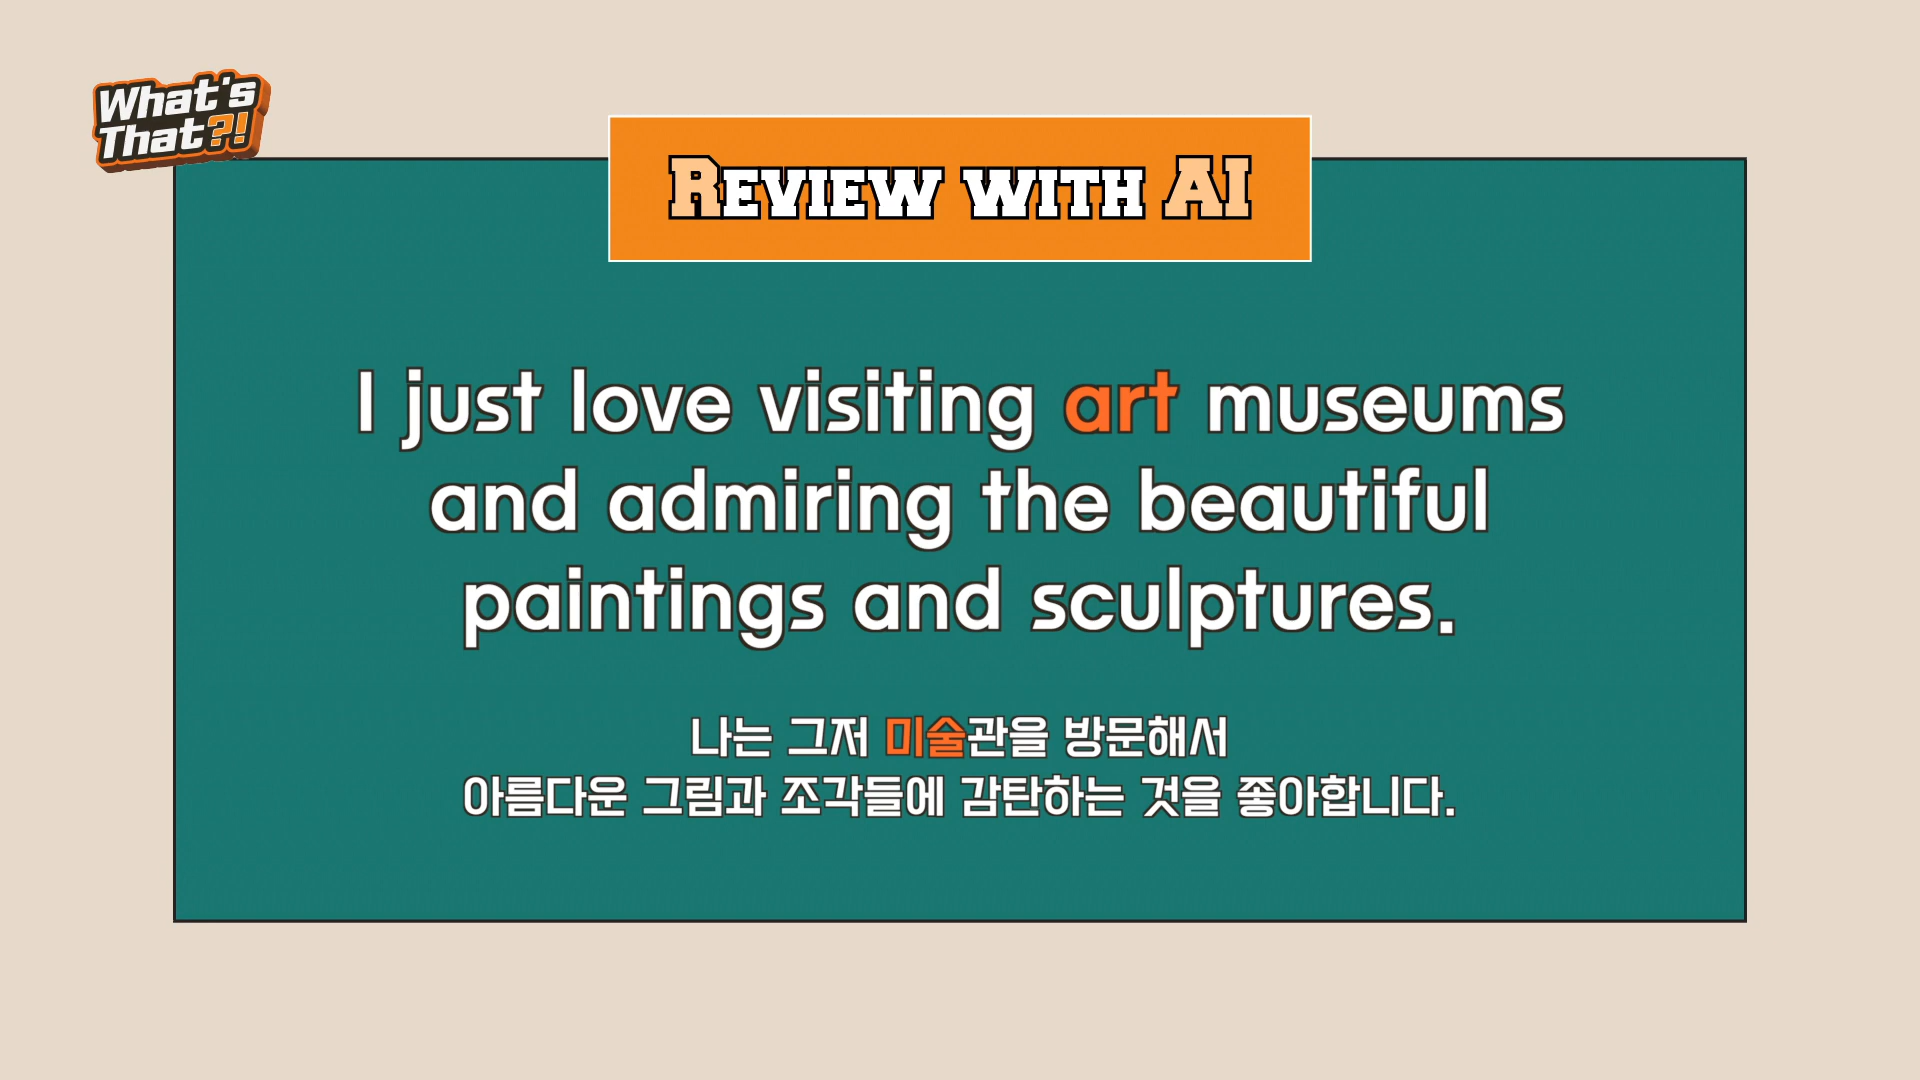 What's
That?!
REVIEW WITH AI
I just love visiting art museums
and admiring the beautiful
paintings and sculptures.
나는 그저 미술관을 방문해서
아름다운 그림과 조각들에 감탄하는 것을 좋아합니다.